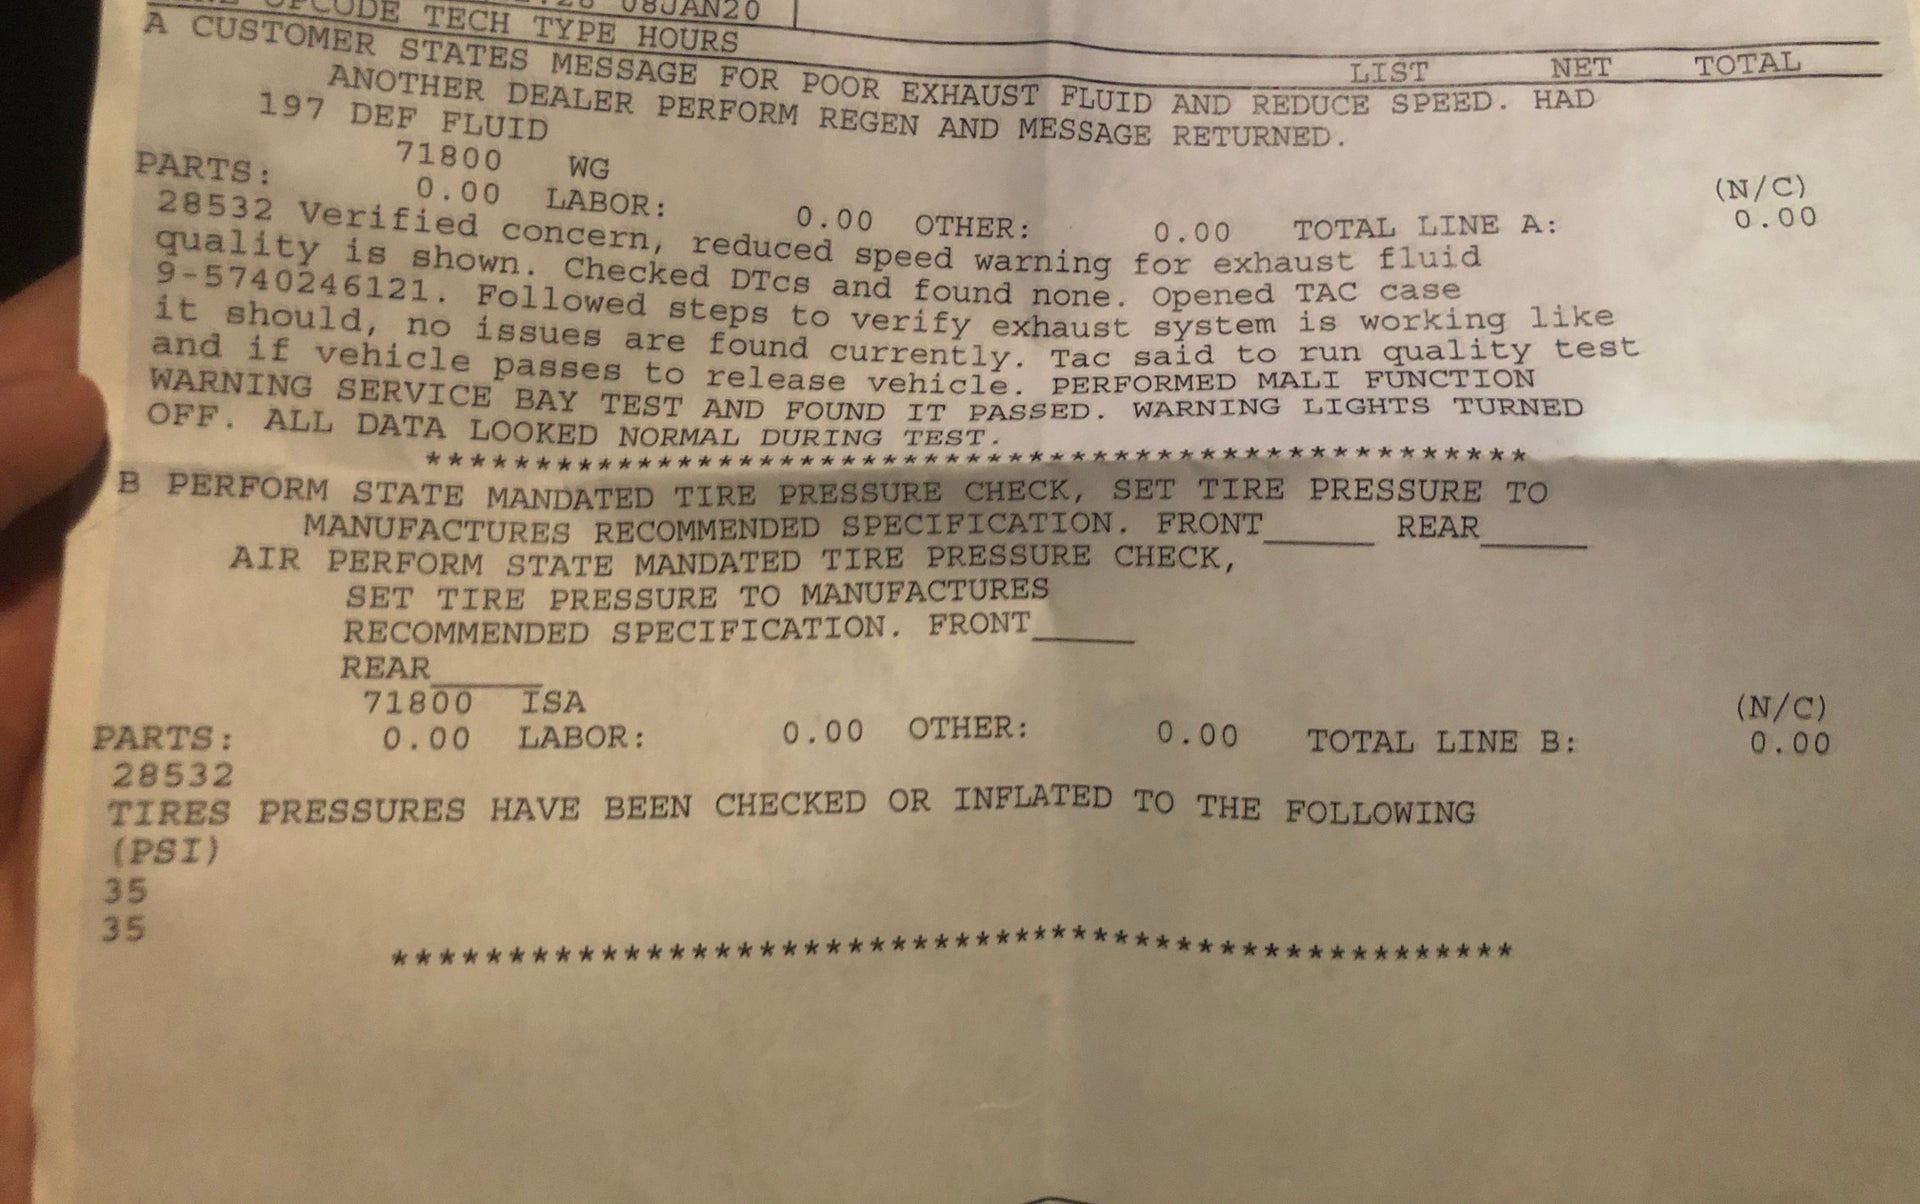 OPCODE TECH TYPE HOURS
08JAN20
LIST NET TOTAL
A CUSTOMER STATES MESSAGE FOR POOR EXHAUST FLUID AND REDUCE SPEED. HAD
ANOTHER DEALER PERFORM REGEN AND MESSAGE RETURNED.
197 DEF FLUID
71800 WG
(N/C)
PARTS: 0.00 LABOR: 0.00 OTHER: 0.00 TOTAL LINE A: 0.00
28532 Verified concern, reduced speed warning for exhaust fluid
quality is shown. Checked DTcs and found none. Opened TAC case
9-5740246121. Followed steps to verify exhaust system is working like
it should, no issues are found currently. Tac said to run quality test
and if vehicle passes to release vehicle. PERFORMED MALI FUNCTION
WARNING SERVICE BAY TEST AND FOUND IT PASSED. WARNING LIGHTS TURNED
OFF. ALL DATA LOOKED NORMAL DURING TEST.
B PERFORM STATE MANDATED TIRE PRESSURE CHECK, SET TIRE PRESSURE TO
MANUFACTURES RECOMMENDED SPECIFICATION. FRONT______ REAR______
AIR PERFORM STATE MANDATED TIRE PRESSURE CHECK,
SET TIRE PRESSURE TO MANUFACTURES
RECOMMENDED SPECIFICATION. FRONT______
REAR______
71800 ISA
(N/C)
PARTS: 0.00 LABOR: 0.00 OTHER: 0.00 TOTAL LINE B: 0.00
28532
TIRES PRESSURES HAVE BEEN CHECKED OR INFLATED TO THE FOLLOWING
(PSI)
35
35